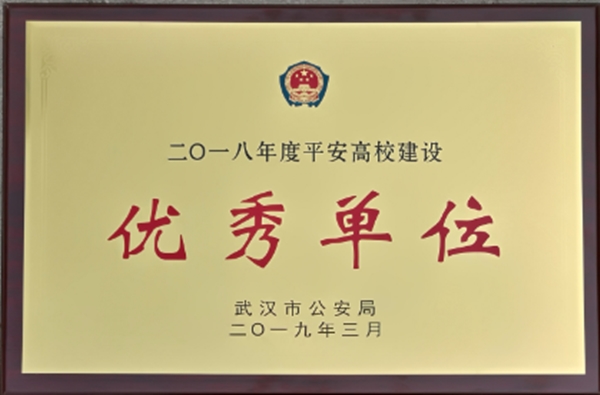 二〇一八年度平安高校建设
优秀单位
武汉市公安局
二〇一九年三月